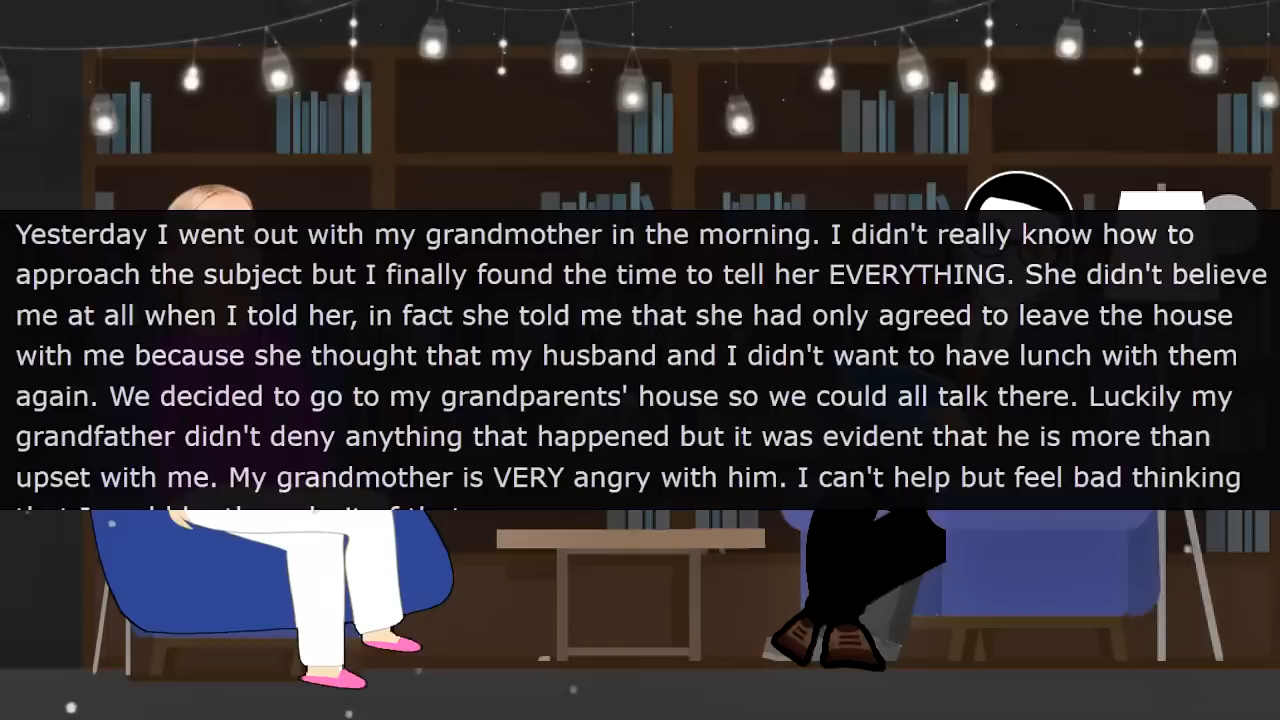 Yesterday I went out with my grandmother in the morning. I didn't really know how to
approach the subject but I finally found the time to tell her EVERYTHING. She didn't believe
me at all when I told her, in fact she told me that she had only agreed to leave the house
with me because she thought that my husband and I didn't want to have lunch with them
again. We decided to go to my grandparents' house so we could all talk there. Luckily my
grandfather didn't deny anything that happened but it was evident that he is more than
upset with me. My grandmother is VERY angry with him. I can't help but feel bad thinking